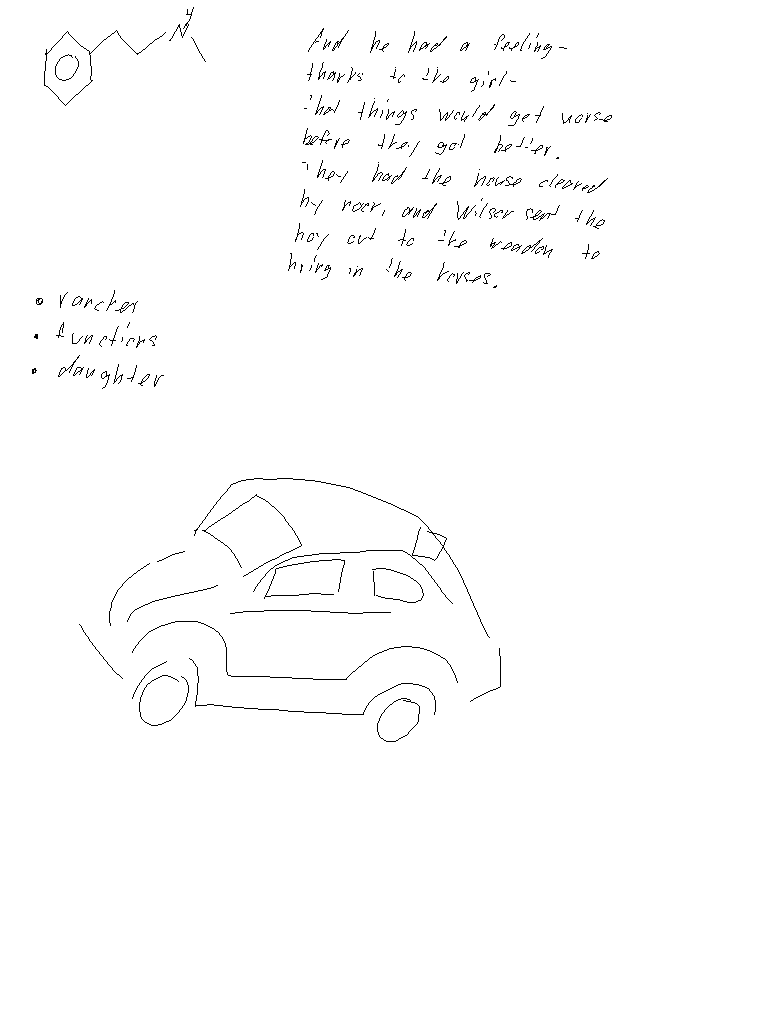 H
N
And he had a feeling-
thanks to the girl-
that things would get worse
before they got better.
They had the house cleared
by noon, and Wilson sent the
boy out to the meadow to
bring in the horses.
• rancher
• functions
• daughter